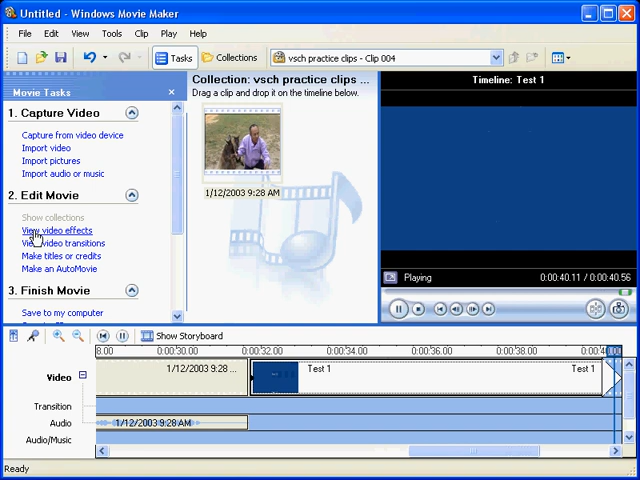 Untitled - Windows Movie Maker
File Edit View Tools Clip Play Help
Tasks Collections vsch practice clips - Clip 004
Movie Tasks
1. Capture Video
Capture from video device
Import video
Import pictures
Import audio or music
2. Edit Movie
Show collections
View video effects
View video transitions
Make titles or credits
Make an AutoMovie
3. Finish Movie
Save to my computer
Collection: vsch practice clips ...
Drag a clip and drop it on the timeline below.
1/12/2003 9:28 AM
Timeline: Test 1
Playing 0:00:40.11 / 0:00:40.56
Show Storyboard
8.00 0:00:30.00 0:00:32.00 0:00:34.00 0:00:36.00 0:00:38.00 0:00:40.00
Video 1/12/2003 9:28 ... Test 1 Test 1
Transition
Audio 1/12/2003 9:28 AM
Audio/Music
Ready